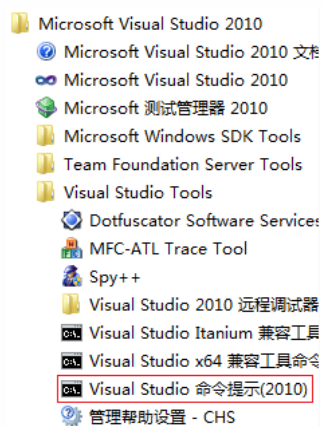 Microsoft Visual Studio 2010
Microsoft Visual Studio 2010 文档
Microsoft Visual Studio 2010
Microsoft 测试管理器 2010
Microsoft Windows SDK Tools
Team Foundation Server Tools
Visual Studio Tools
Dotfuscator Software Services
MFC-ATL Trace Tool
Spy++
Visual Studio 2010 远程调试器
Visual Studio Itanium 兼容工具
Visual Studio x64 兼容工具命令
Visual Studio 命令提示(2010)
管理帮助设置 - CHS